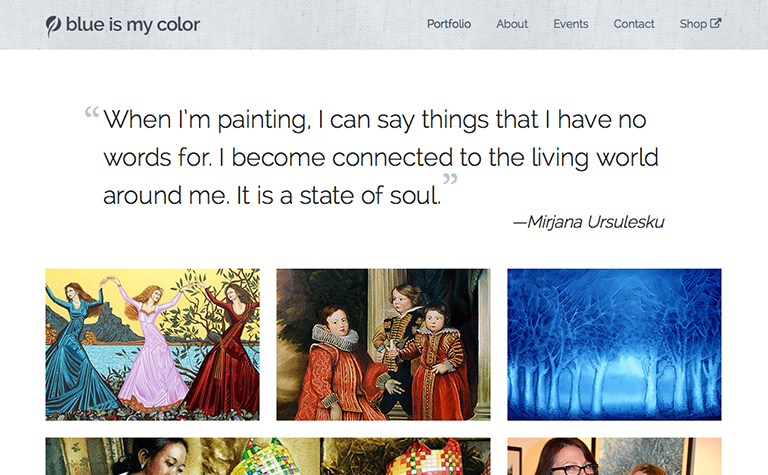 blue is my color
Portfolio About Events Contact Shop
“When I’m painting, I can say things that I have no
words for. I become connected to the living world
around me. It is a state of soul.”
—Mirjana Ursulesku